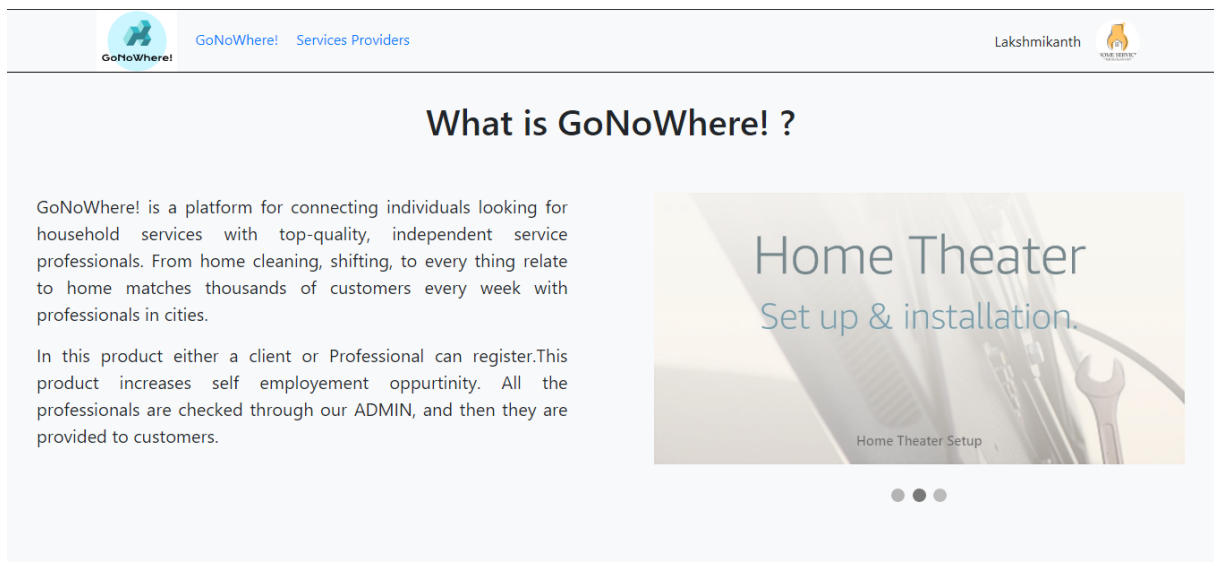 GoNoWhere!
GoNoWhere! Services Providers
Lakshmikanth
What is GoNoWhere! ?
GoNoWhere! is a platform for connecting individuals looking for
household services with top-quality, independent service
professionals. From home cleaning, shifting, to every thing relate
to home matches thousands of customers every week with
professionals in cities.
In this product either a client or Professional can register.This
product increases self employement oppurtinity. All the
professionals are checked through our ADMIN, and then they are
provided to customers.
Home Theater
Set up & installation.
Home Theater Setup